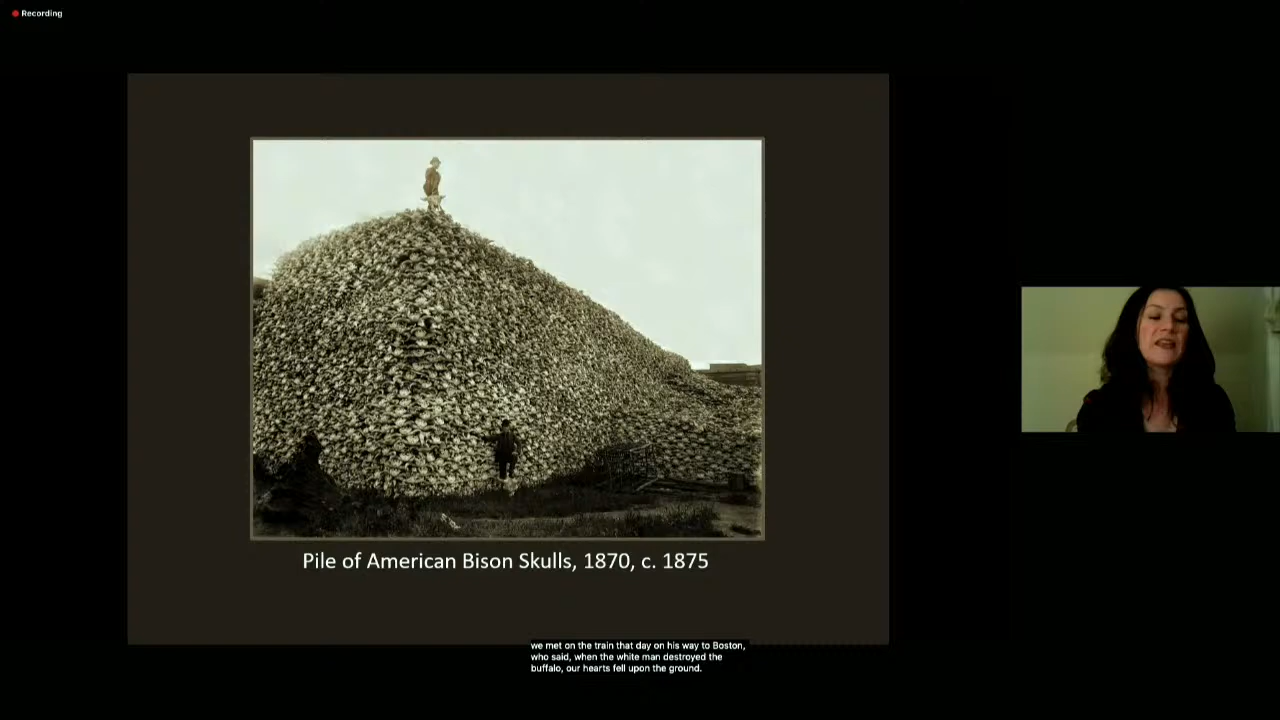 Recording
Pile of American Bison Skulls, 1870, c. 1875
we met on the train that day on his way to Boston,
who said, when the white man destroyed the
buffalo, our hearts fell upon the ground.